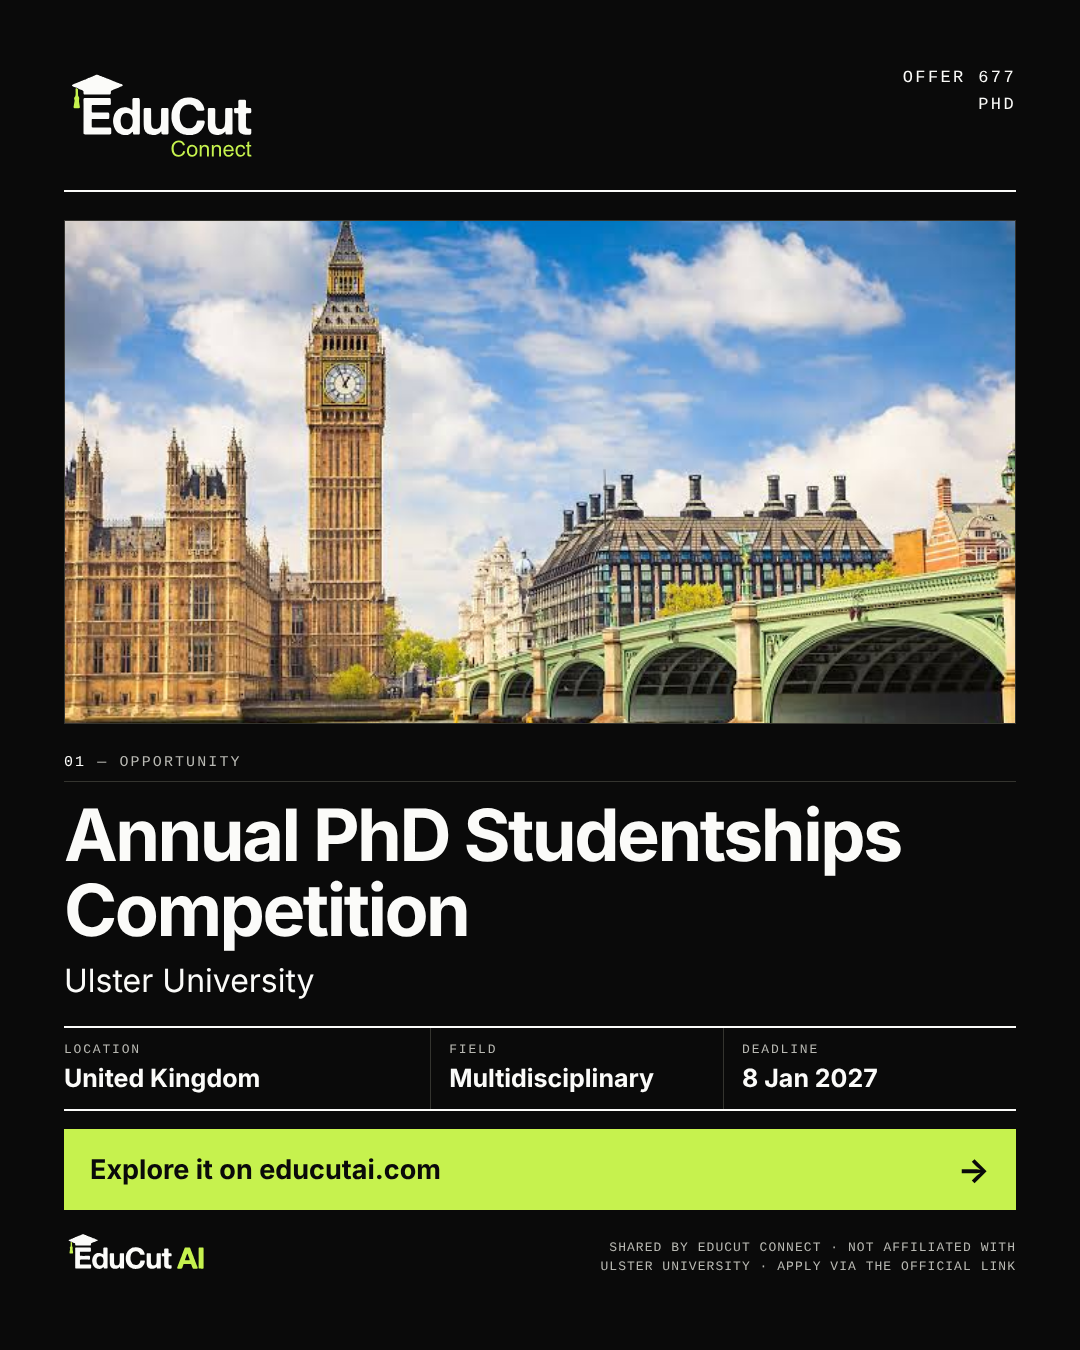 EduCut
Connect
OFFER 677
PHD
01 — OPPORTUNITY
Annual PhD Studentships
Competition
Ulster University
LOCATION
United Kingdom
FIELD
Multidisciplinary
DEADLINE
8 Jan 2027
Explore it on educutai.com →
EduCut AI
SHARED BY EDUCUT CONNECT · NOT AFFILIATED WITH
ULSTER UNIVERSITY · APPLY VIA THE OFFICIAL LINK